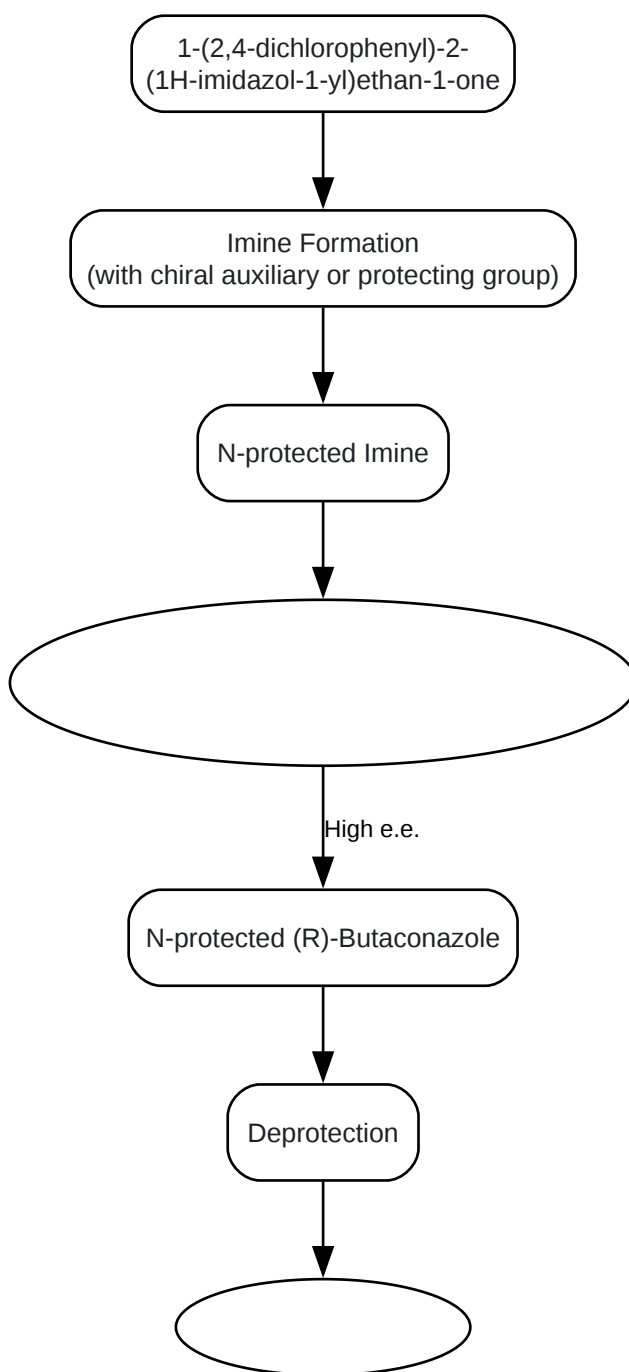 1-(2,4-dichlorophenyl)-2-
(1H-imidazol-1-yl)ethan-1-one
Imine Formation
(with chiral auxiliary or protecting group)
N-protected Imine
High e.e.
N-protected (R)-Butaconazole
Deprotection